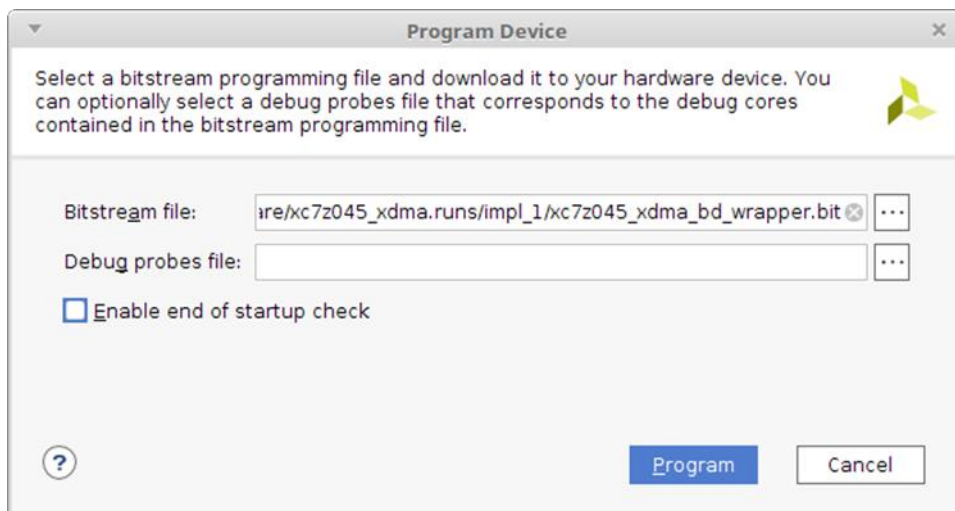 Program Device
Select a bitstream programming file and download it to your hardware device. You
can optionally select a debug probes file that corresponds to the debug cores
contained in the bitstream programming file.
Bitstream file: are/xc7z045_xdma.runs/impl_1/xc7z045_xdma_bd_wrapper.bit ...
Debug probes file: ...
Enable end of startup check
? Program Cancel